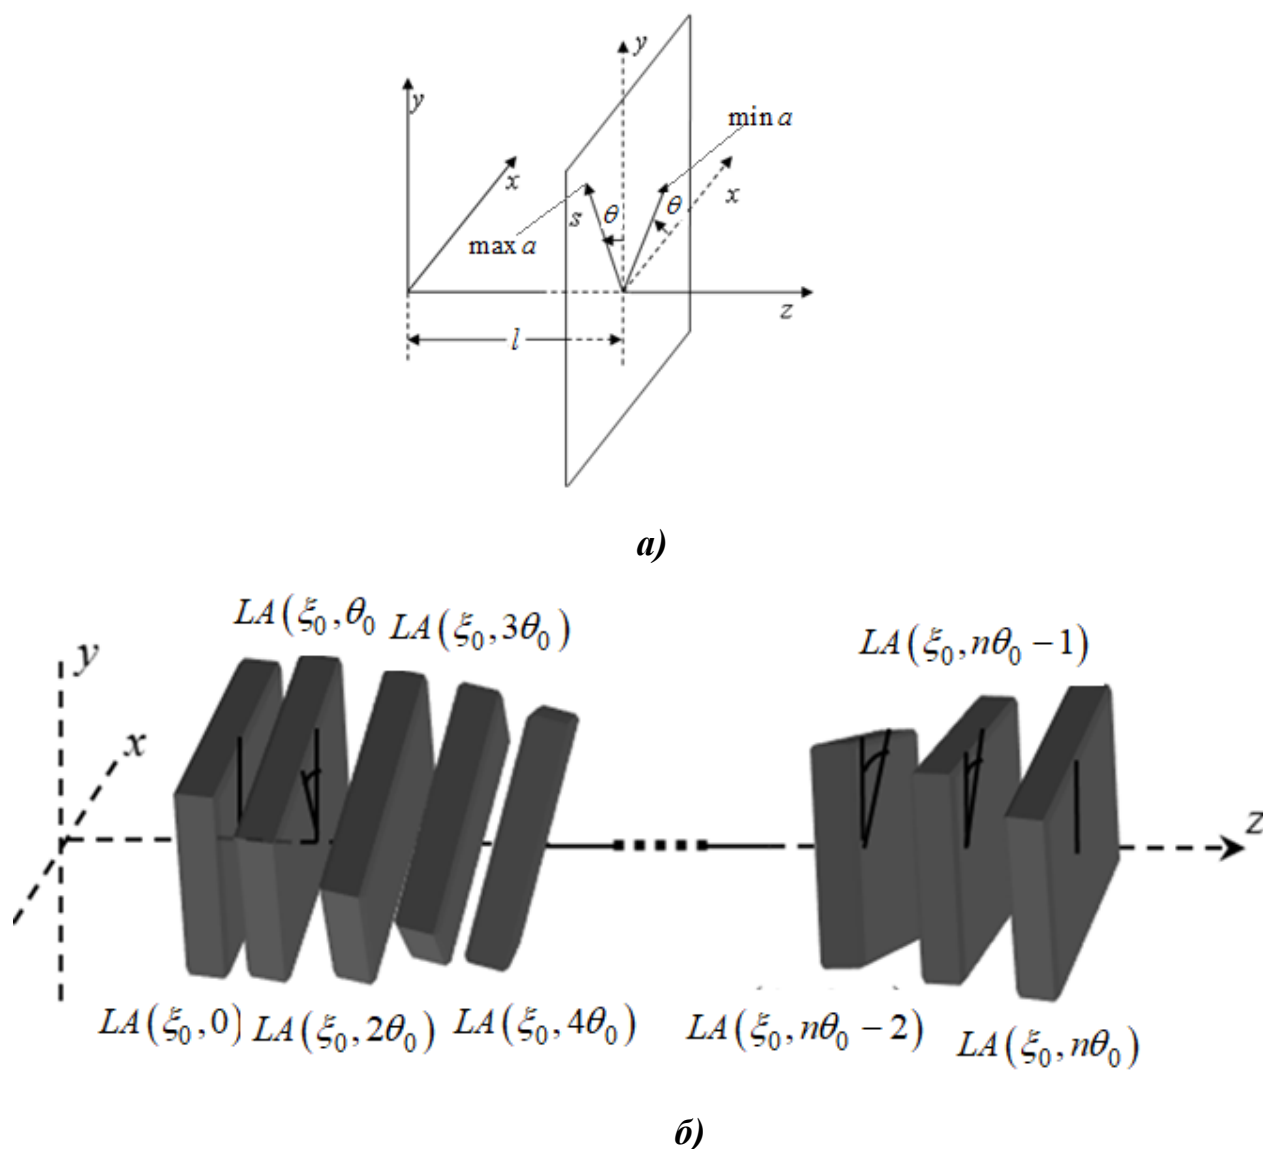 y
y
min a
x
x
s
θ
θ
max a
z
l
а)
LA(ξ₀,θ₀
LA(ξ₀,3θ₀)
LA(ξ₀,nθ₀−1)
y
x
z
LA(ξ₀,0)
LA(ξ₀,2θ₀)
LA(ξ₀,4θ₀)
LA(ξ₀,nθ₀−2)
LA(ξ₀,nθ₀)
б)